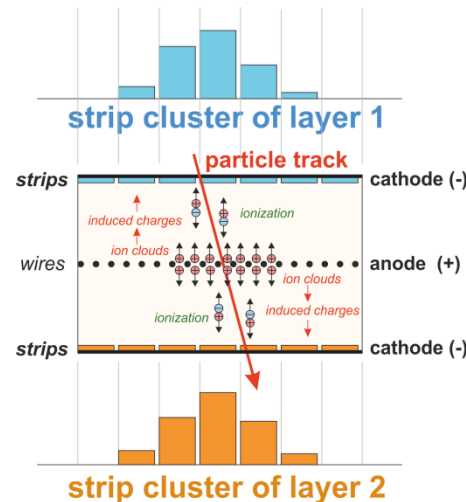 strip cluster of layer 1
particle track
strips
cathode (-)
induced charges
ionization
ion clouds
wires
anode (+)
ion clouds
ionization
induced charges
strips
cathode (-)
strip cluster of layer 2